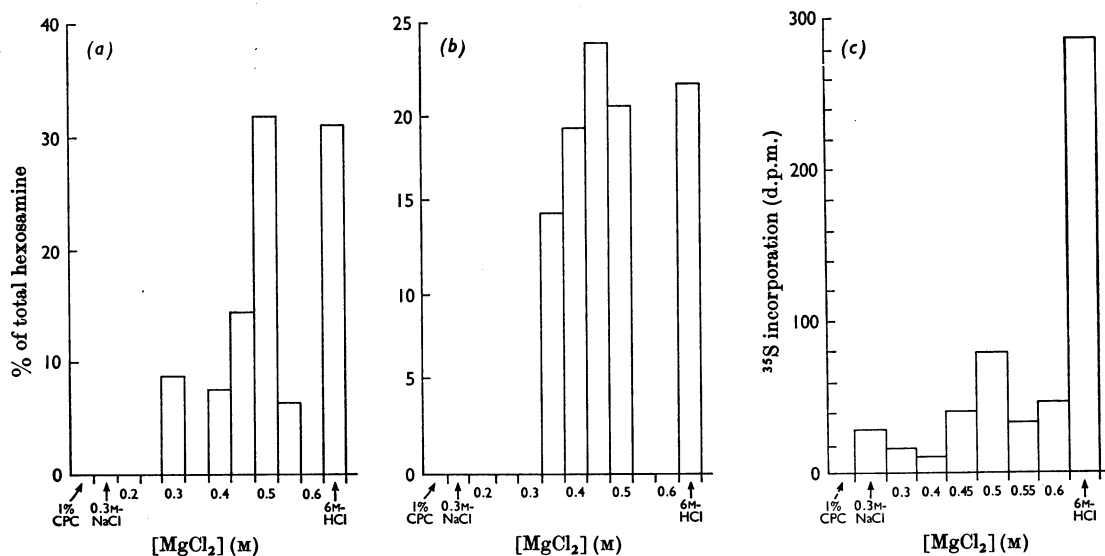 (a)
% of total hexosamine
40
30
20
10
0
1% CPC
0.3M-NaCl
0.2
0.3
0.4
0.5
0.6
6M-HCl
[MgCl₂] (M)
(b)
25
20
15
10
5
0
1% CPC
0.3M-NaCl
0.2
0.3
0.4
0.5
0.6
6M-HCl
[MgCl₂] (M)
(c)
³⁵S incorporation (d.p.m.)
300
200
100
0
1% CPC
0.3M-NaCl
0.3
0.4
0.45
0.5
0.55
0.6
6M-HCl
[MgCl₂] (M)